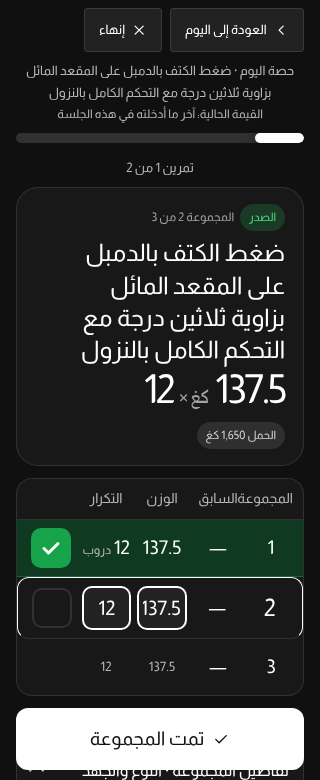 العودة إلى اليوم
إنهاء
حصة اليوم · ضغط الكتف بالدمبل على المقعد المائل
بزاوية ثلاثين درجة مع التحكم الكامل بالنزول
القيمة الحالية: آخر ما أدخلته في هذه الجلسة
تمرين 1 من 2
الصدر المجموعة 2 من 3
ضغط الكتف بالدمبل
على المقعد المائل
بزاوية ثلاثين درجة مع
التحكم الكامل بالنزول
137.5 كغ × 12
الحمل 1,650 كغ
المجموعة السابق الوزن التكرار
1 — 137.5 12 دروب
2 — 137.5 12
3 — 137.5 12
تمت المجموعة
تفاصيل المجموعة · النوع والجهد